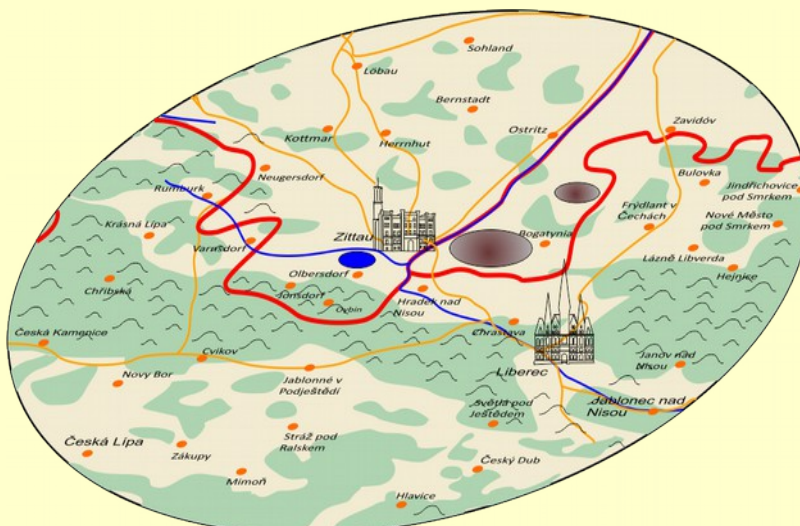 Sohland
Löbau
Bernstadt
Zavidóv
Ostritz
Kottmar
Herrnhut
Neugersdorf
Bulovka
Jindřichovice
pod Smrkem
Rumburk
Frýdlant v
Čechách
Nové Město
pod Smrkem
Krásná Lípa
Varnsdorf
Zittau
Bogatynia
Lázně Libverda
Hejnice
Olbersdorf
Chřibská
Jonsdorf
Oybin
Hradek nad
Nisou
Česká Kamenice
Chrastava
Cvikov
Janov nad
Nisou
Novy Bor
Jablonné v
Podještědí
Liberec
Světlá pod
Ještědem
Jablonec nad
Nisou
Česká Lípa
Stráž pod
Ralskem
Zákupy
Mimoň
Český Dub
Hlavice